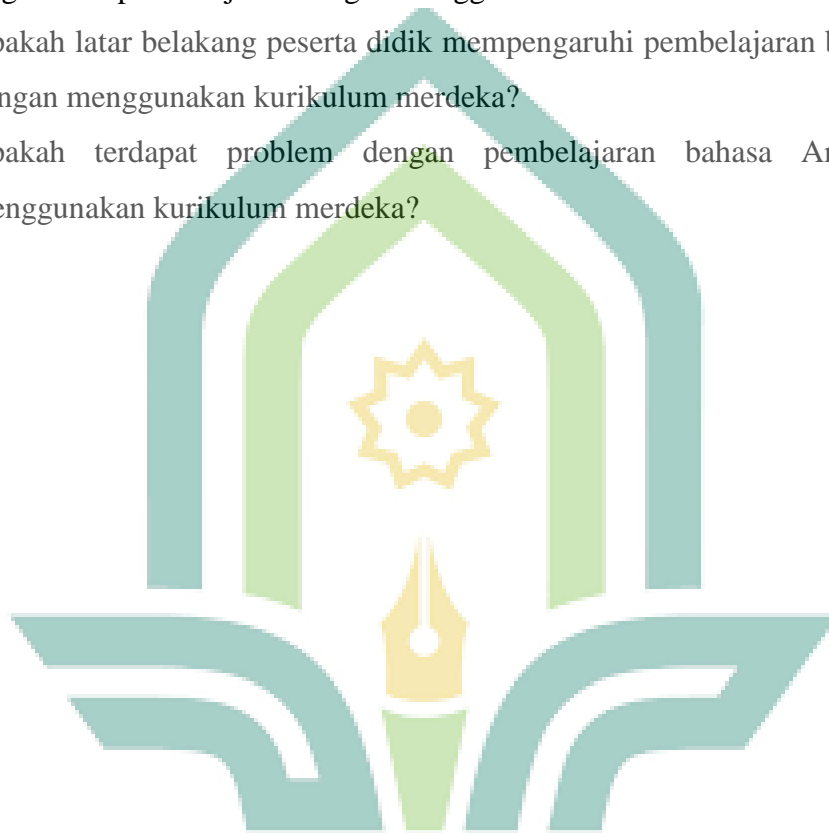 pakah latar belakang peserta didik mempengaruhi pembelajaran
ngan menggunakan kurikulum merdeka?
pakah terdapat problem dengan pembelajaran bahasa
enggunakan kurikulum merdeka?